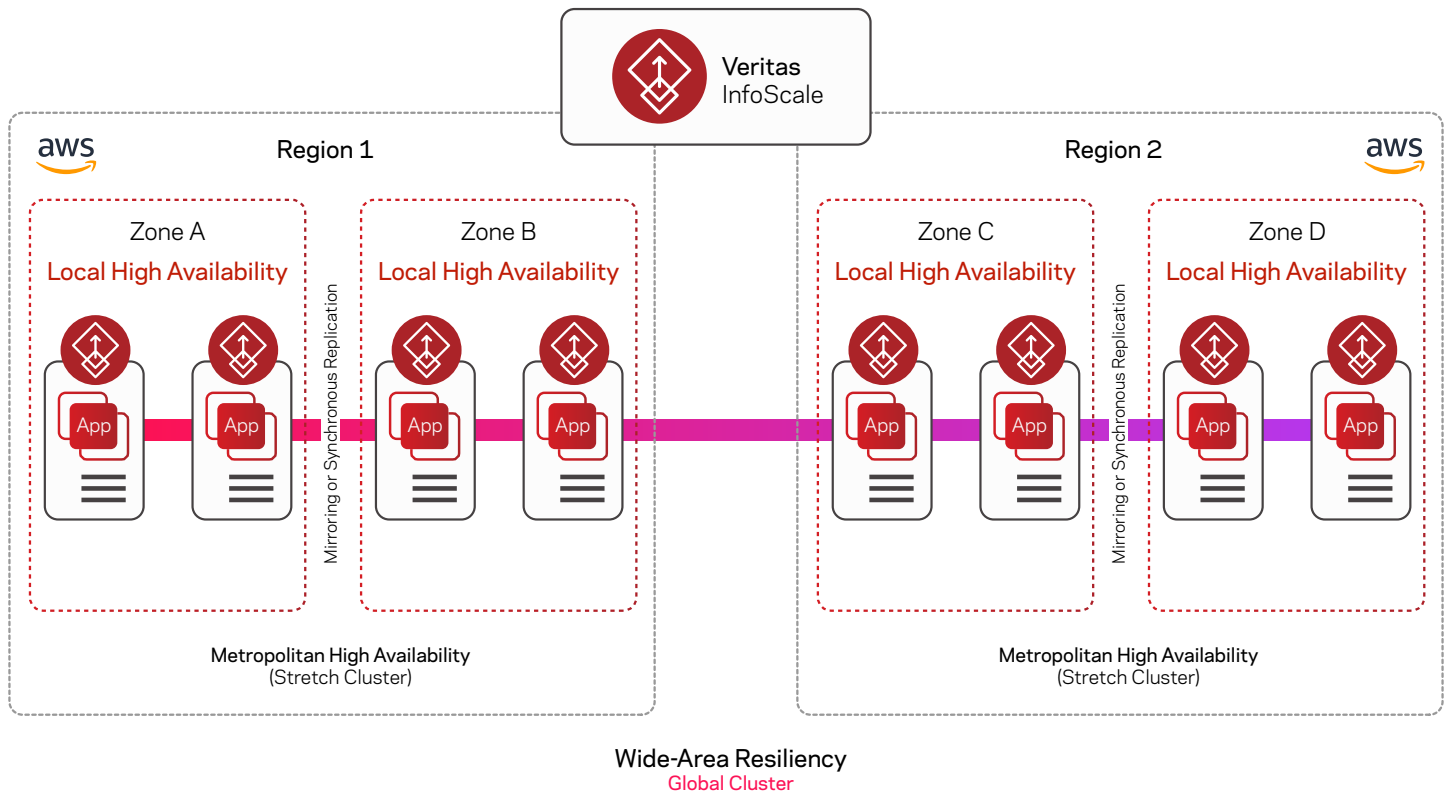 Veritas
InfoScale
aws
Region 1
Region 2
aws
Zone A
Local High Availability
Zone B
Local High Availability
Zone C
Local High Availability
Zone D
Local High Availability
App
App
Mirroring or Synchronous Replication
App
App
App
App
Mirroring or Synchronous Replication
App
App
Metropolitan High Availability
(Stretch Cluster)
Metropolitan High Availability
(Stretch Cluster)
Wide-Area Resiliency
Global Cluster